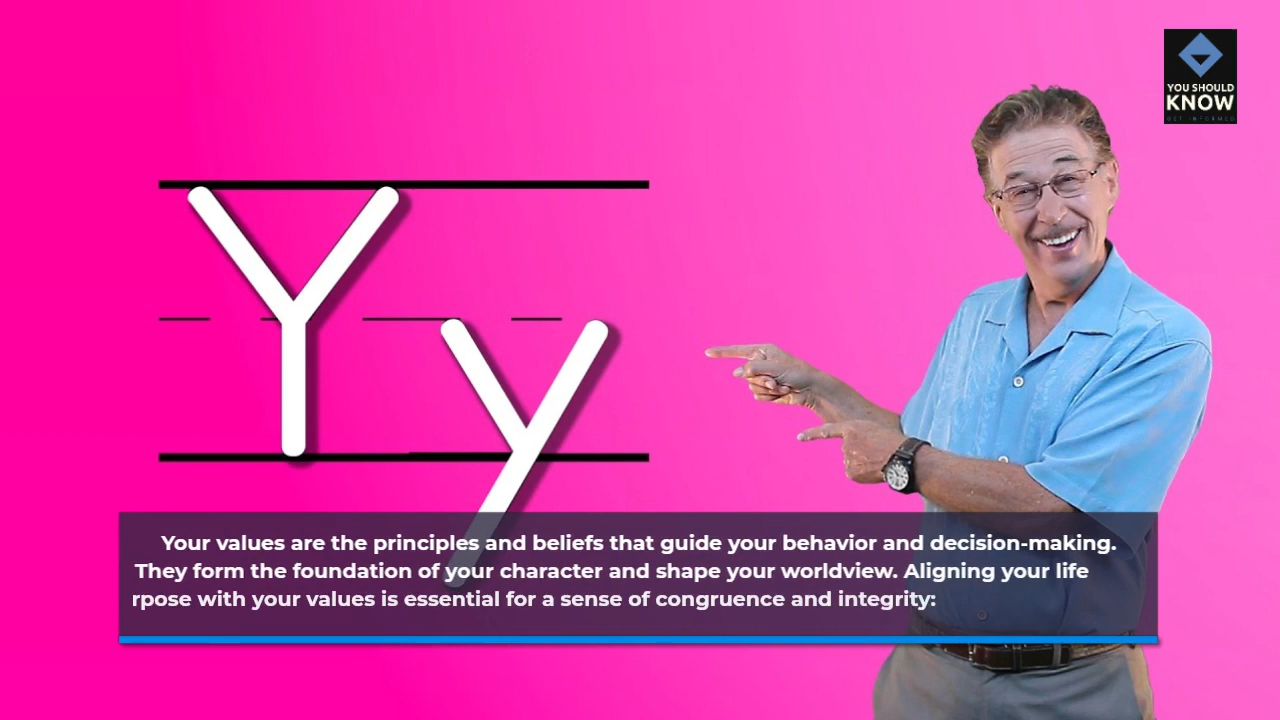 YOU SHOULD
KNOW
GET INFORMED
Y y
Your values are the principles and beliefs that guide your behavior and decision-making.
They form the foundation of your character and shape your worldview. Aligning your life
rpose with your values is essential for a sense of congruence and integrity: